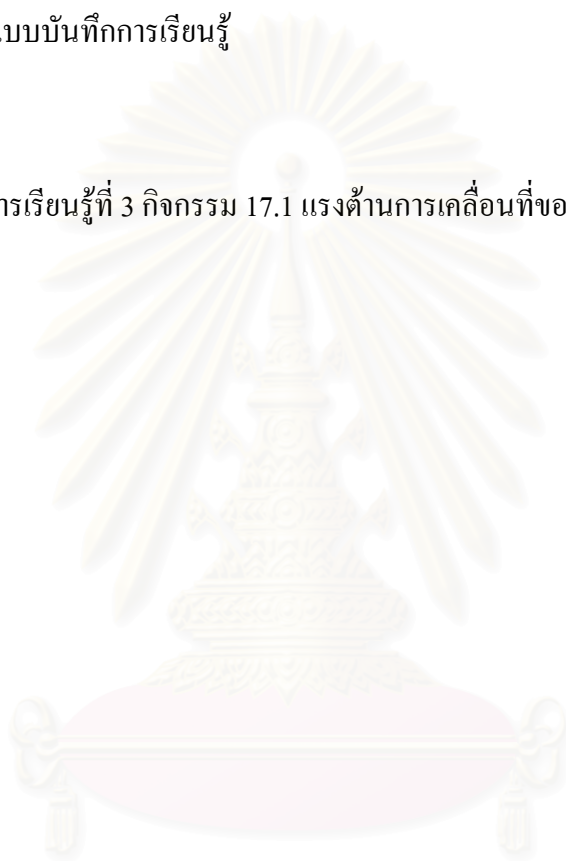 แบบบันทึกการเรียนรู้
การเรียนรู้ที่ 3 กิจกรรม 17.1 แรงต้านการเคลื่อนที่ขอ